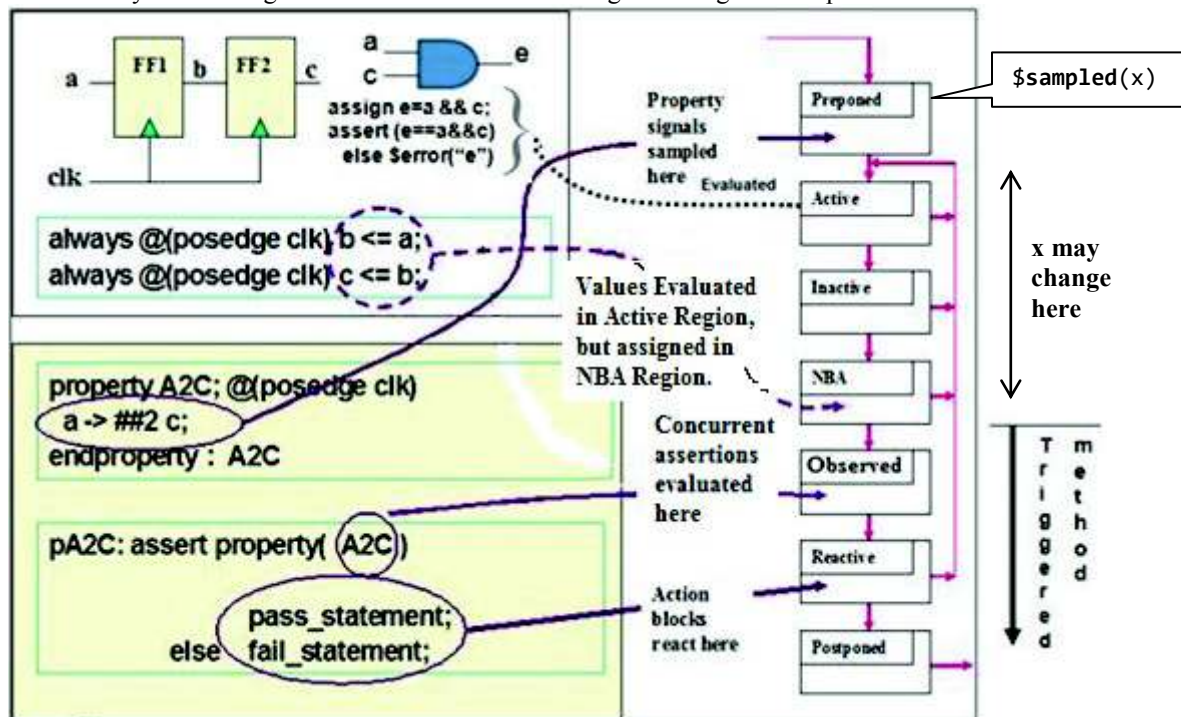 a
FF1
b
FF2
c
clk
a
c
e
assign e=a && c;
assert (e==a&&c)
else $error("e")
always @(posedge clk) b <= a;
always @(posedge clk) c <= b;
property A2C; @(posedge clk)
a -> ##2 c;
endproperty : A2C
pA2C: assert property( A2C )
pass_statement;
else fail_statement;
Property
signals
sampled
here
Evaluated
Values Evaluated
in Active Region,
but assigned in
NBA Region.
Concurrent
assertions
evaluated
here
Action
blocks
react here
Preponed
Active
Inactive
NBA
Observed
Reactive
Postponed
$sampled(x)
x may
change
here
Triggered
method